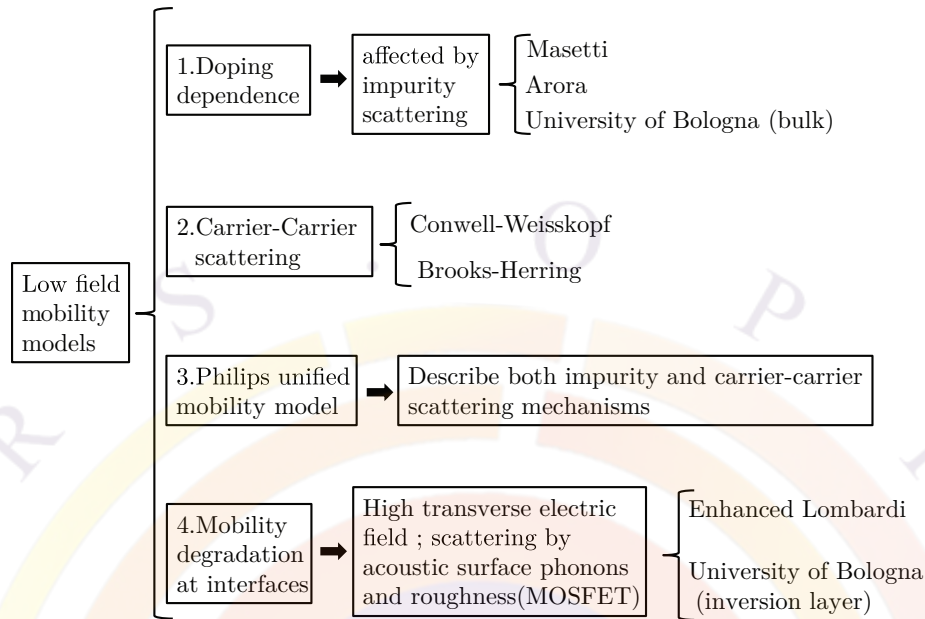 Low field
mobility
models
1.Doping
dependence
affected by
impurity
scattering
Masetti
Arora
University of Bologna (bulk)
2.Carrier-Carrier
scattering
Conwell-Weisskopf
Brooks-Herring
3.Philips unified
mobility model
Describe both impurity and carrier-carrier
scattering mechanisms
4.Mobility
degradation
at interfaces
High transverse electric
field ; scattering by
acoustic surface phonons
and roughness(MOSFET)
Enhanced Lombardi
University of Bologna
(inversion layer)
R S . O P